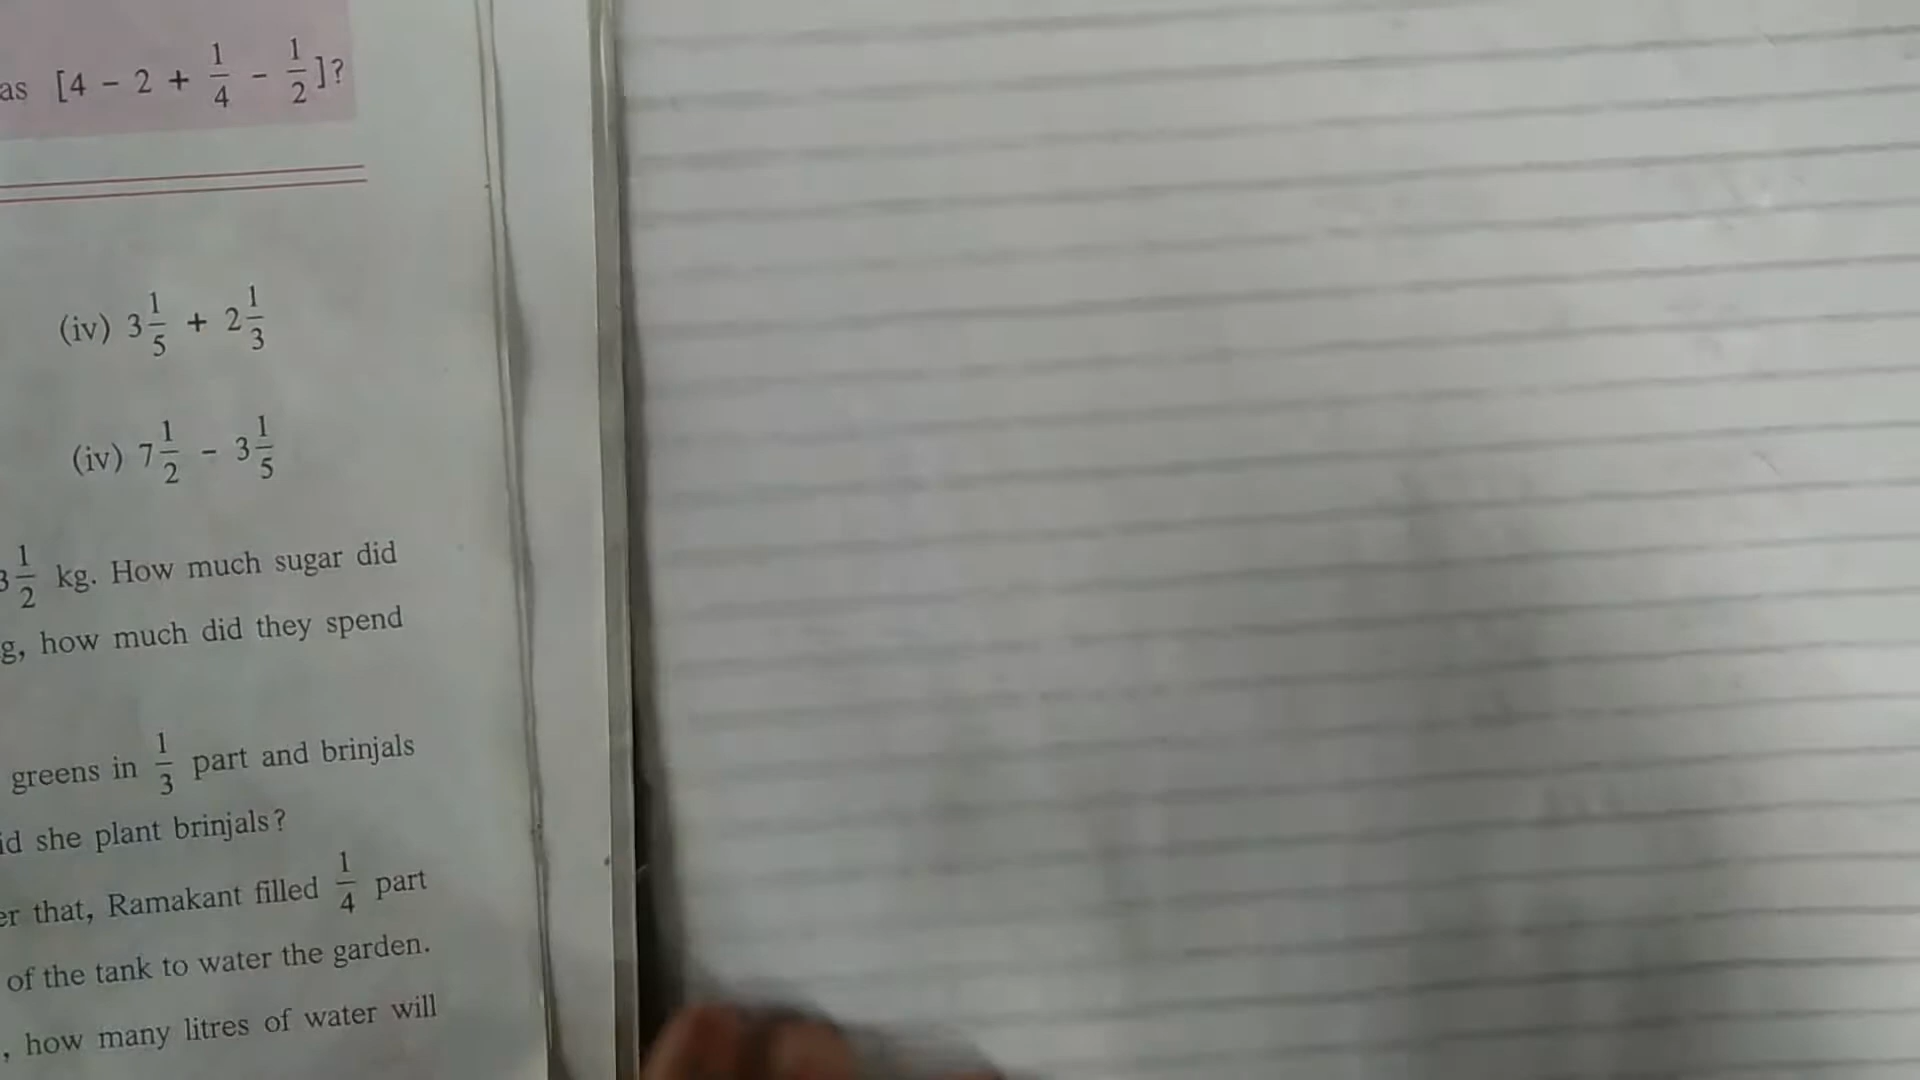 as [4 - 2 + 1/4 - 1/2]?
(iv) 3 1/5 + 2 1/3
(iv) 7 1/2 - 3 1/5
3 1/2 kg. How much sugar did
g, how much did they spend
greens in 1/3 part and brinjals
id she plant brinjals?
er that, Ramakant filled 1/4 part
of the tank to water the garden.
, how many litres of water will